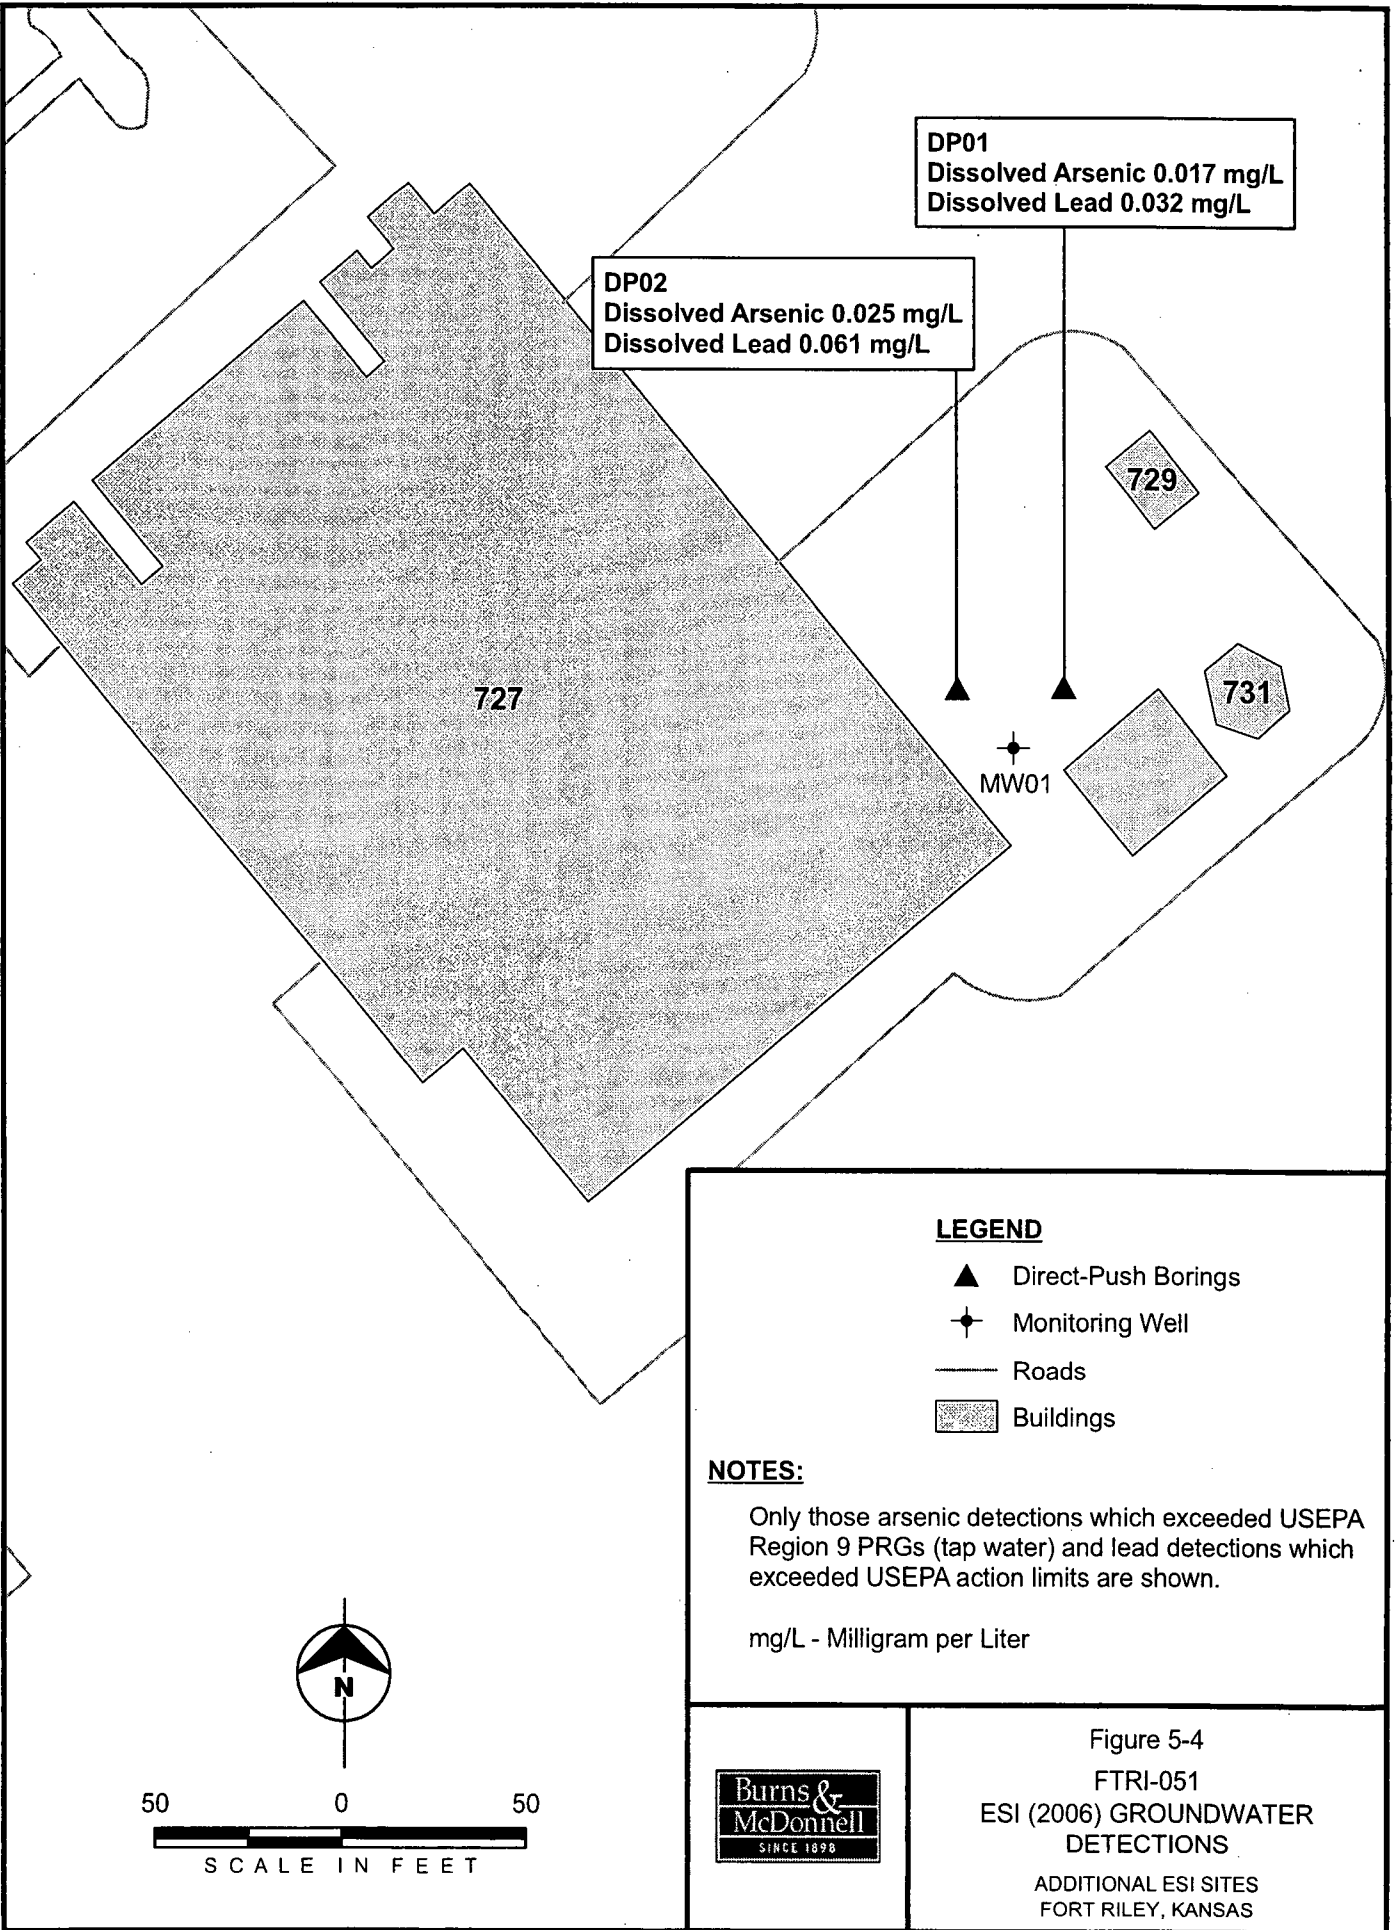 DP01
Dissolved Arsenic 0.017 mg/L
Dissolved Lead 0.032 mg/L
DP02
Dissolved Arsenic 0.025 mg/L
Dissolved Lead 0.061 mg/L
729
727
731
MW01
LEGEND
Direct-Push Borings
Monitoring Well
Roads
Buildings
NOTES:
Only those arsenic detections which exceeded USEPA
Region 9 PRGs (tap water) and lead detections which
exceeded USEPA action limits are shown.
mg/L - Milligram per Liter
N
50 0 50
SCALE IN FEET
Burns &
McDonnell
SINCE 1898
Figure 5-4
FTRI-051
ESI (2006) GROUNDWATER
DETECTIONS
ADDITIONAL ESI SITES
FORT RILEY, KANSAS